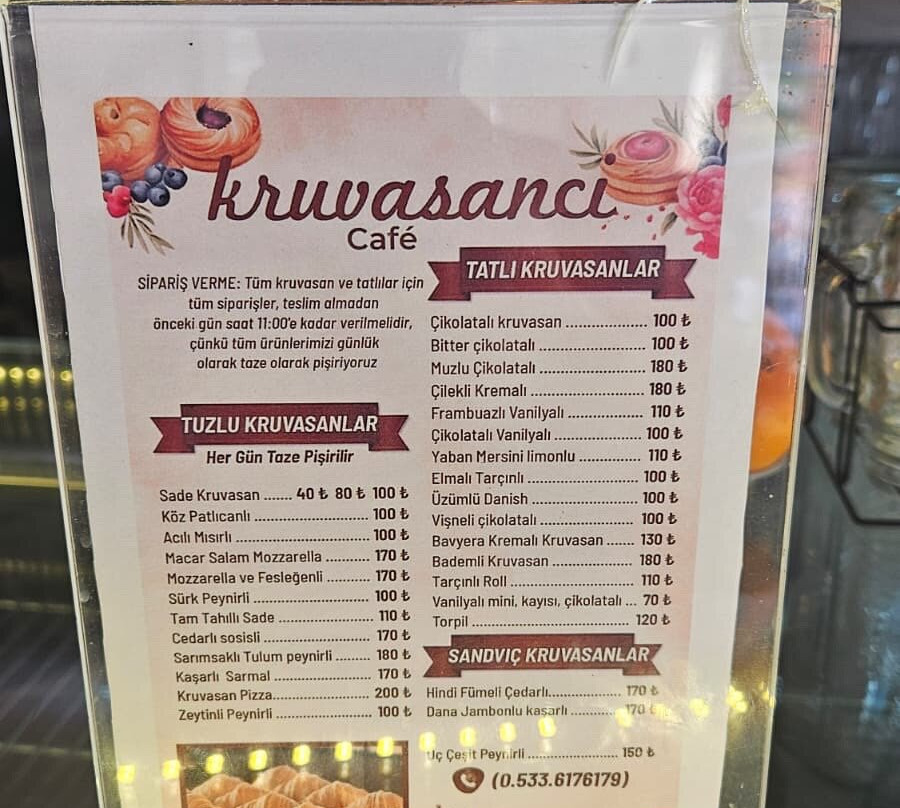 kruvasancı
Café
SİPARİŞ VERME: Tüm kruvasan ve tatlılar için
tüm siparişler, teslim almadan
önceki gün saat 11:00'e kadar verilmelidir,
çünkü tüm ürünlerimizi günlük
olarak taze olarak pişiriyoruz
TUZLU KRUVASANLAR
Her Gün Taze Pişirilir
Sade Kruvasan ....... 40 ₺ 80 ₺ 100 ₺
Köz Patlıcanlı ............................. 100 ₺
Acılı Mısırlı .................................. 100 ₺
Macar Salam Mozzarella ............. 170 ₺
Mozzarella ve Fesleğenli ........... 170 ₺
Sürk Peynirli ................................ 100 ₺
Tam Tahıllı Sade ........................ 110 ₺
Cedarlı sosisli ............................ 170 ₺
Sarımsaklı Tulum peynirli ......... 180 ₺
Kaşarlı Sarmal .......................... 170 ₺
Kruvasan Pizza........................... 200 ₺
Zeytinli Peynirli ......................... 100 ₺
TATLI KRUVASANLAR
Çikolatalı kruvasan .................... 100 ₺
Bitter çikolatalı ......................... 100 ₺
Muzlu Çikolatalı ......................... 180 ₺
Çilekli Kremalı ............................ 180 ₺
Frambuazlı Vanilyalı ................... 110 ₺
Çikolatalı Vanilyalı ..................... 100 ₺
Yaban Mersini limonlu ............... 110 ₺
Elmalı Tarçınlı ............................ 100 ₺
Üzümlü Danish ........................... 100 ₺
Vişneli çikolatalı ....................... 100 ₺
Bavyera Kremalı Kruvasan ....... 130 ₺
Bademli Kruvasan ...................... 180 ₺
Tarçınlı Roll ................................ 110 ₺
Vanilyalı mini, kayısı, çikolatalı ... 70 ₺
Torpil ........................................ 120 ₺
SANDVIÇ KRUVASANLAR
Hindi Fümeli Çedarlı.................. 170 ₺
Dana Jambonlu kaşarlı ............. 170 ₺
Üç Çeşit Peynirli ...................... 150 ₺
(0.533.6176179)